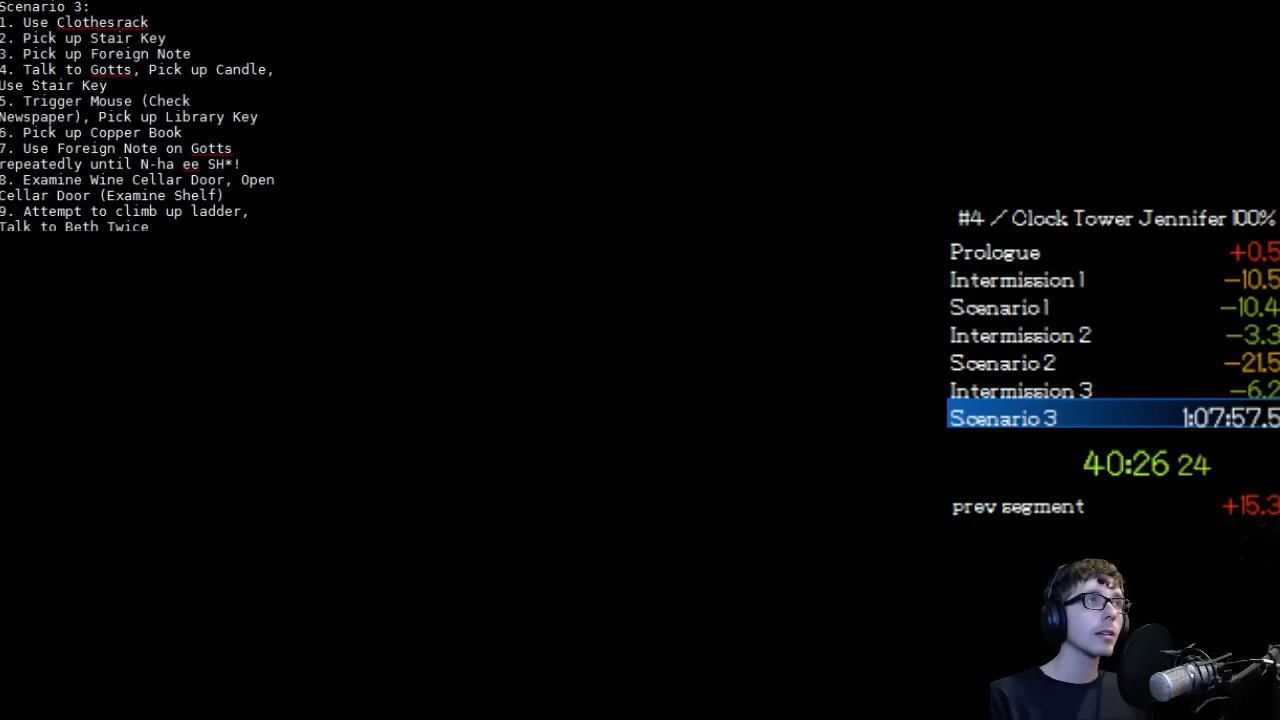 Scenario 3:
1. Use Clothesrack
2. Pick up Stair Key
3. Pick up Foreign Note
4. Talk to Gotts, Pick up Candle,
Use Stair Key
5. Trigger Mouse (Check
Newspaper), Pick up Library Key
6. Pick up Copper Book
7. Use Foreign Note on Gotts
repeatedly until N-ha ee SH*!
8. Examine Wine Cellar Door, Open
Cellar Door (Examine Shelf)
9. Attempt to climb up ladder,
Talk to Beth Twice
#4 / Clock Tower Jennifer 100%
Prologue +0.5
Intermission 1 -10.5
Scenario 1 -10.4
Intermission 2 -3.3
Scenario 2 -21.5
Intermission 3 -6.2
Scenario 3 1:07:57.5
40:26 24
prev segment +15.3